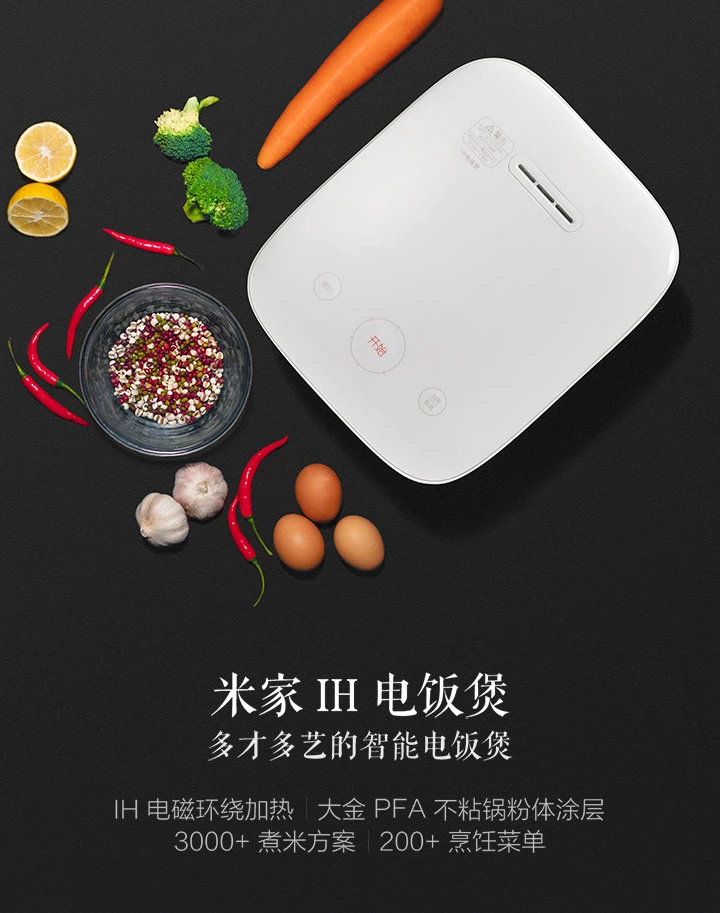 开始
米家 IH 电饭煲
多才多艺的智能电饭煲
IH 电磁环绕加热 | 大金 PFA 不粘锅粉体涂层
3000+ 煮米方案 | 200+ 烹饪菜单